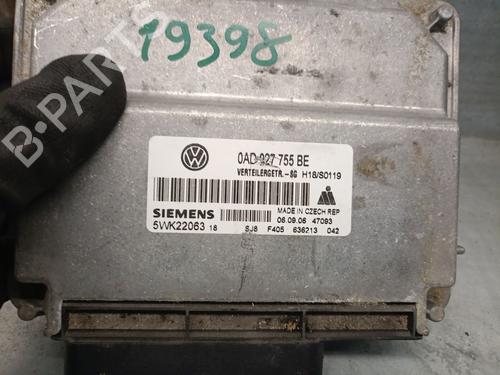 19398
B-PARTS
VW
0AD 927 755 BE
VERTEILERGETR.-SG H18/S0119
SIEMENS
MADE IN CZECH REP
06.09.06 47093
5WK22063 18 SJ8 F405 636213 042